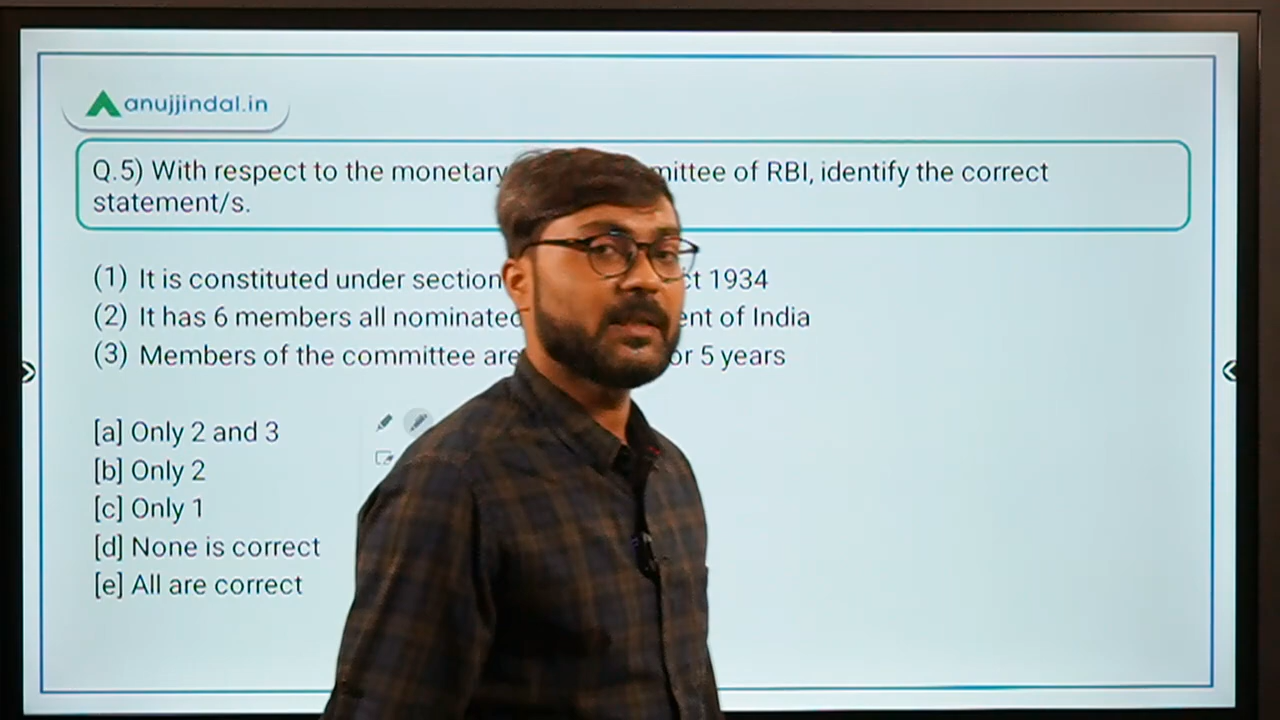 anujjindal.in
Q.5) With respect to the monetary mittee of RBI, identify the correct
statement/s.
(1) It is constituted under section ct 1934
(2) It has 6 members all nominated ent of India
(3) Members of the committee are or 5 years
[a] Only 2 and 3
[b] Only 2
[c] Only 1
[d] None is correct
[e] All are correct